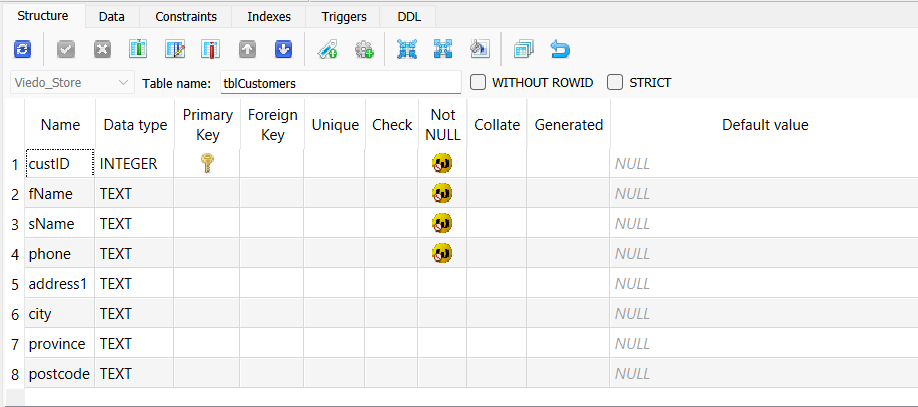 Structure Data Constraints Indexes Triggers DDL
Viedo_Store Table name: tblCustomers WITHOUT ROWID STRICT
Name Data type Primary Key Foreign Key Unique Check Not NULL Collate Generated Default value
1 custID INTEGER NULL
2 fName TEXT NULL
3 sName TEXT NULL
4 phone TEXT NULL
5 address1 TEXT NULL
6 city TEXT NULL
7 province TEXT NULL
8 postcode TEXT NULL